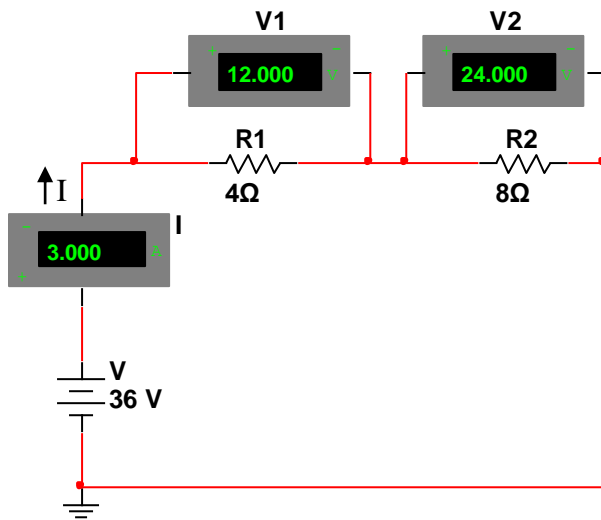 V1
V2
+ −
12.000 V
+ −
24.000 V
R1
4Ω
R2
8Ω
I
I
−
3.000 A
+
V
36 V